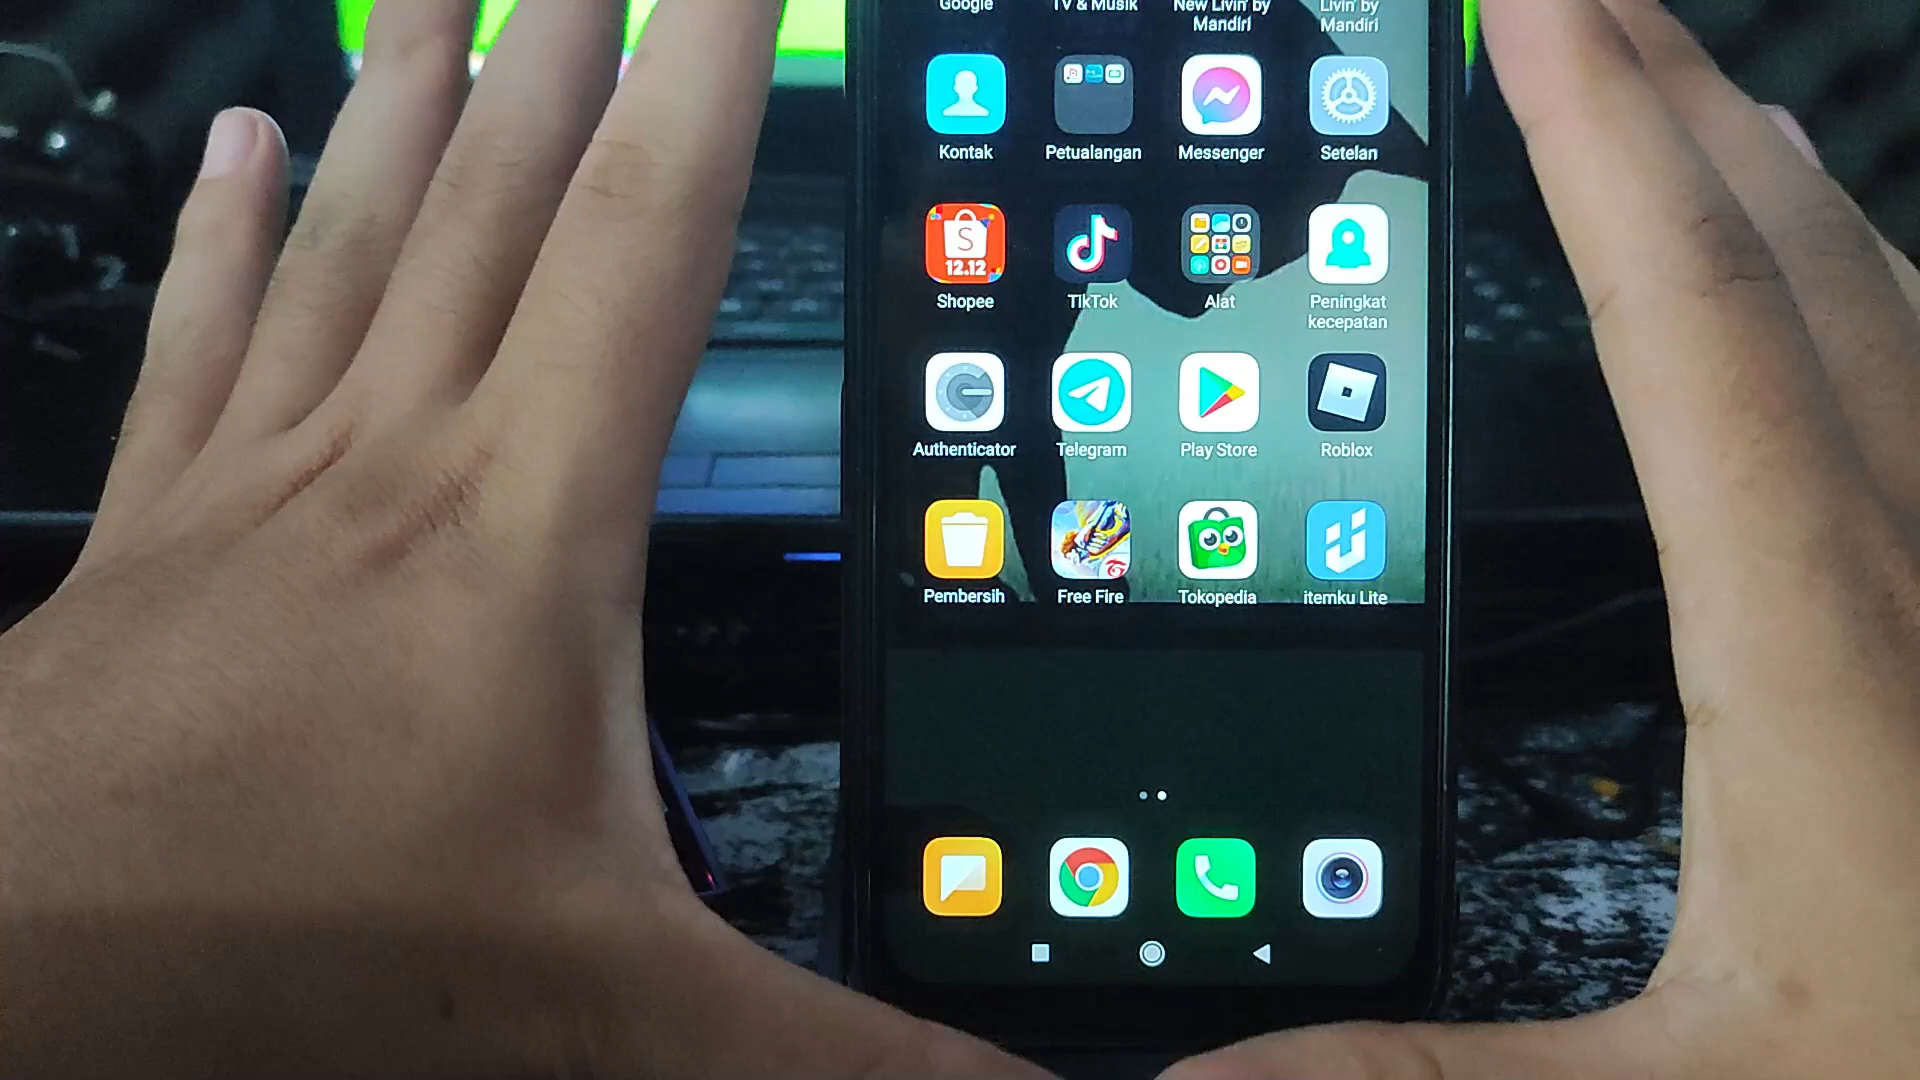 Google
TV & Musik
New Livin' by
Mandiri
Livin' by
Mandiri
Kontak
Petualangan
Messenger
Setelan
S
12.12
Shopee
TikTok
Alat
Peningkat
kecepatan
Authenticator
Telegram
Play Store
Roblox
Pembersih
Free Fire
Tokopedia
itemku Lite